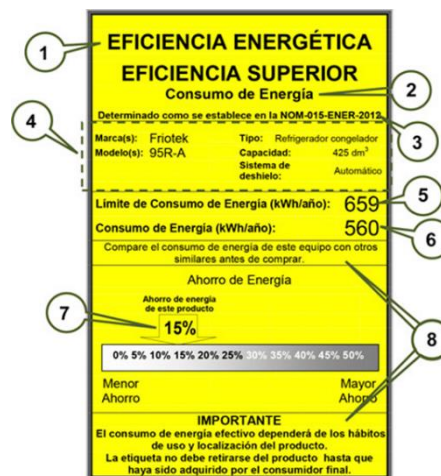 1
EFICIENCIA ENERGÉTICA
EFICIENCIA SUPERIOR
Consumo de Energía
2
Determinado como se establece en la NOM-015-ENER-2012
3
4
Marca(s): Friotek
Tipo: Refrigerador congelador
Modelo(s): 95R-A
Capacidad: 425 dm³
Sistema de
deshielo: Automático
5
Límite de Consumo de Energía (kWh/año): 659
Consumo de Energía (kWh/año): 560
6
Compare el consumo de energía de este equipo con otros
similares antes de comprar.
Ahorro de Energía
7
Ahorro de energía
de este producto
15%
8
0% 5% 10% 15% 20% 25% 30% 35% 40% 45% 50%
Menor
Ahorro
Mayor
Ahorro
IMPORTANTE
El consumo de energía efectivo dependerá de los hábitos
de uso y localización del producto.
La etiqueta no debe retirarse del producto hasta que
haya sido adquirido por el consumidor final.